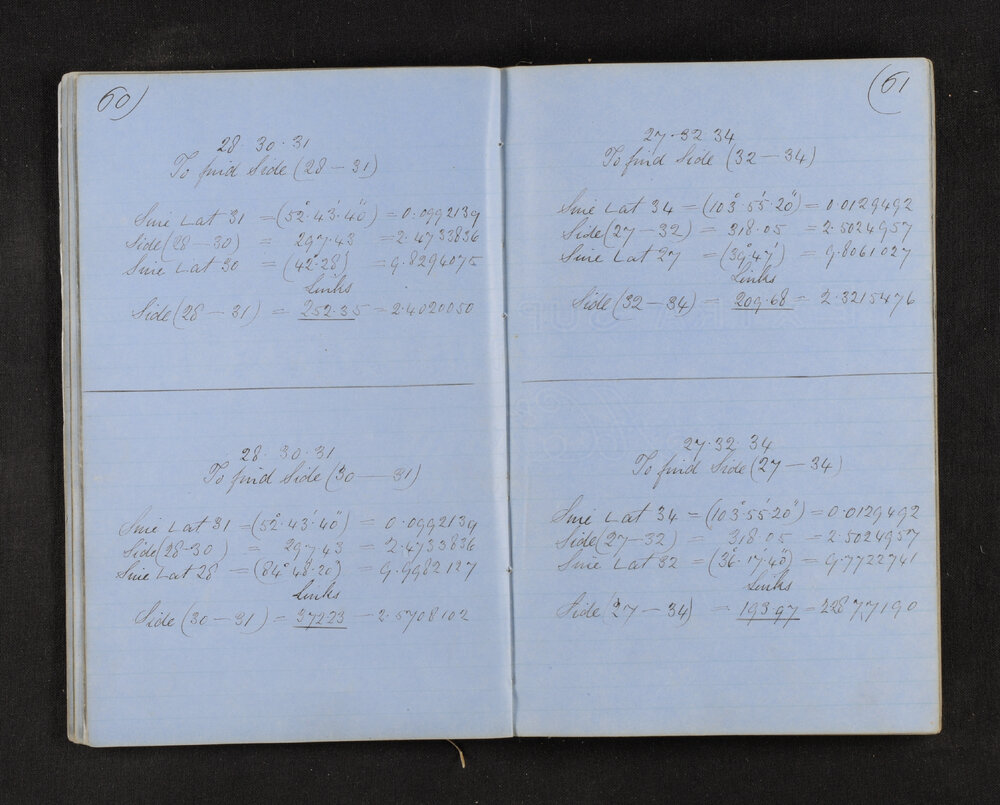 60)
28·30·31
To find Side (28 — 31)
Sine Lat 31 = (52°.43'.40") = 0.0992139
Side (28 — 30) = 297.43 = 2.4733836
Sine Lat 30 = (42°.28') = 9.8294075
Links
Side (28 — 31) = 252.35 = 2.4020050
28·30·31
To find Side (30 — 31)
Sine Lat 31 = (52°.43'.40") = 0.0992139
Side (28-30) = 297.43 = 2.4733836
Sine Lat 28 = (84°.48'.20") = 9.9982127
Links
Side (30 — 31) = 372.23 — 2.5708102
(61
27·32 34
To find Side (32 — 34)
Sine Lat 34 = (103°.55'.20") = 0.0129492
Side (27 — 32) = 318.05 = 2.5024957
Sine Lat 27 = (39°.47') = 9.8061027
Links
Side (32 — 34) = 209.68 = 2.3215476
27·32·34
To find Side (27 — 34)
Sine Lat 34 = (103°.55'.20") = 0.0129492
Side (27 — 32) = 318.05 = 2.5024957
Sine Lat 32 = (36°.17'.40") = 9.7722741
Links
Side (27 — 34) = 193.97 =